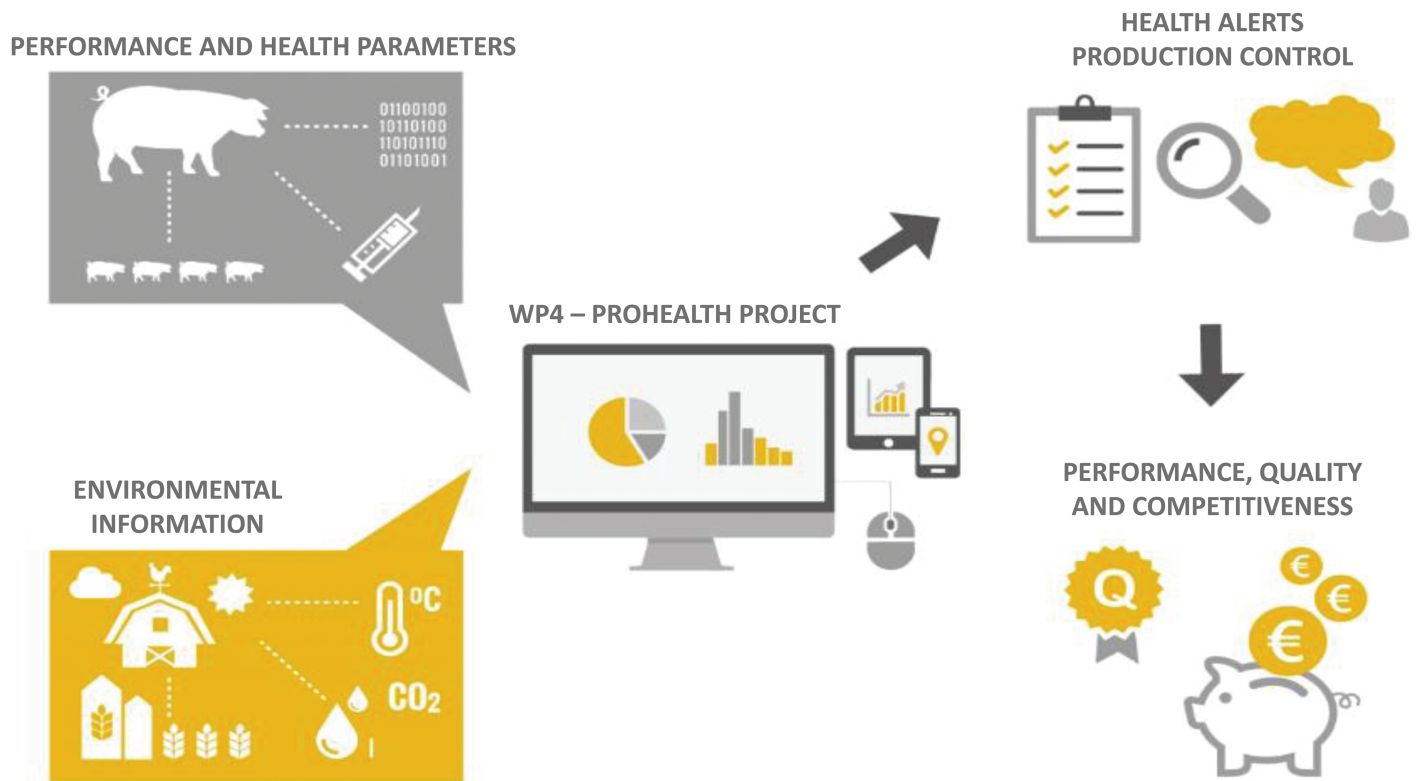 PERFORMANCE AND HEALTH PARAMETERS
01100100
10110100
110101110
01101001
WP4 – PROHEALTH PROJECT
ENVIRONMENTAL
INFORMATION
ºC
CO₂
HEALTH ALERTS
PRODUCTION CONTROL
PERFORMANCE, QUALITY
AND COMPETITIVENESS
Q
€
€
€